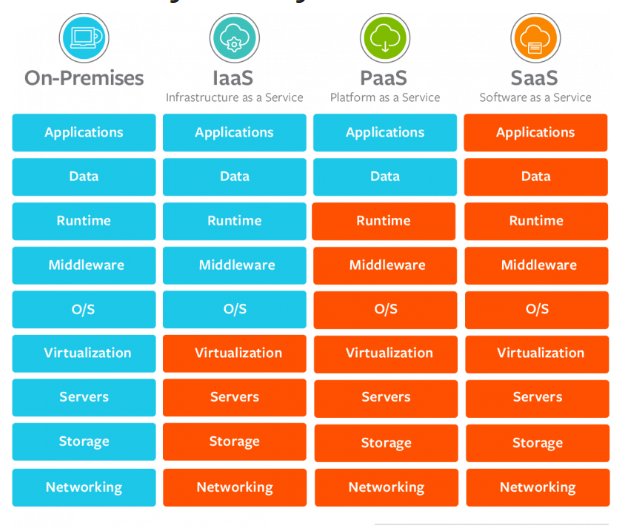 On-Premises IaaS PaaS SaaS
Infrastructure as a Service Platform as a Service Software as a Service
Applications Applications Applications Applications
Data Data Data Data
Runtime Runtime Runtime Runtime
Middleware Middleware Middleware Middleware
O/S O/S O/S O/S
Virtualization Virtualization Virtualization Virtualization
Servers Servers Servers Servers
Storage Storage Storage Storage
Networking Networking Networking Networking